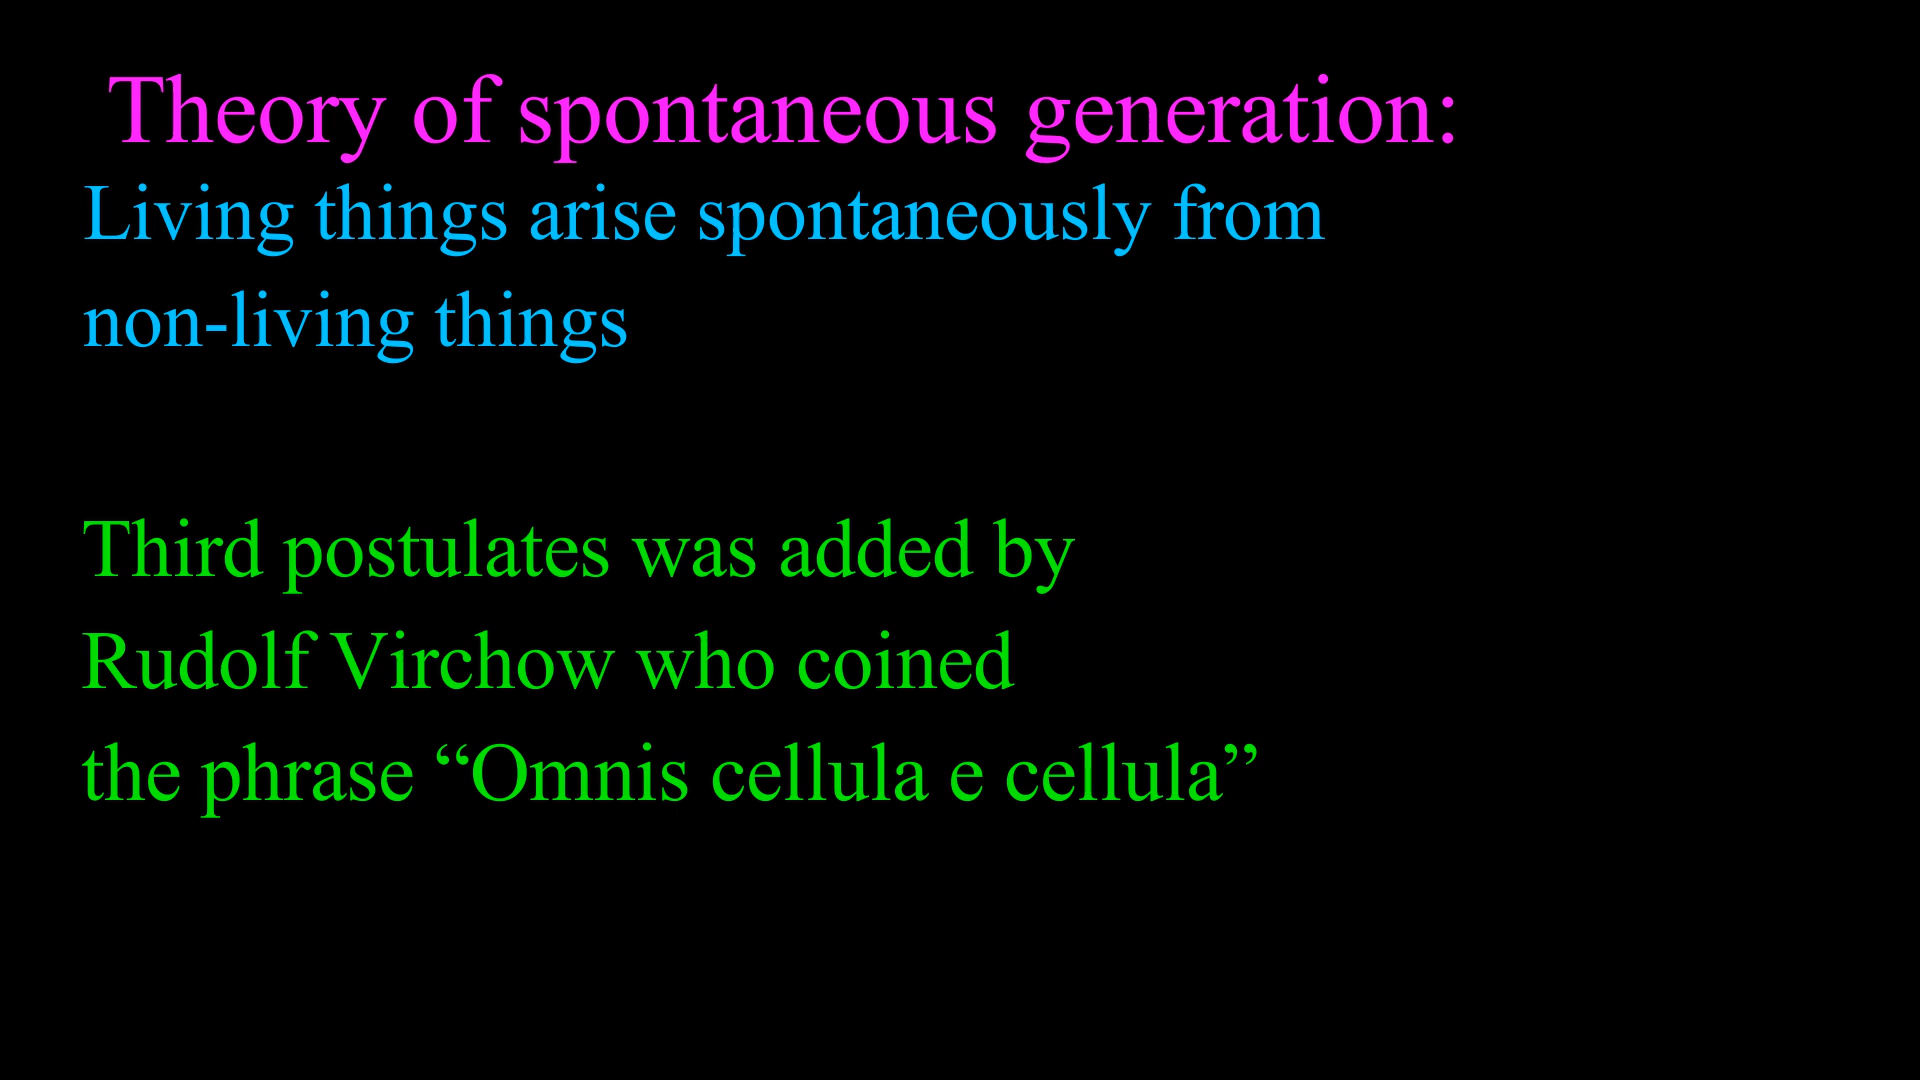 Theory of spontaneous generation:
Living things arise spontaneously from
non-living things
Third postulates was added by
Rudolf Virchow who coined
the phrase “Omnis cellula e cellula”